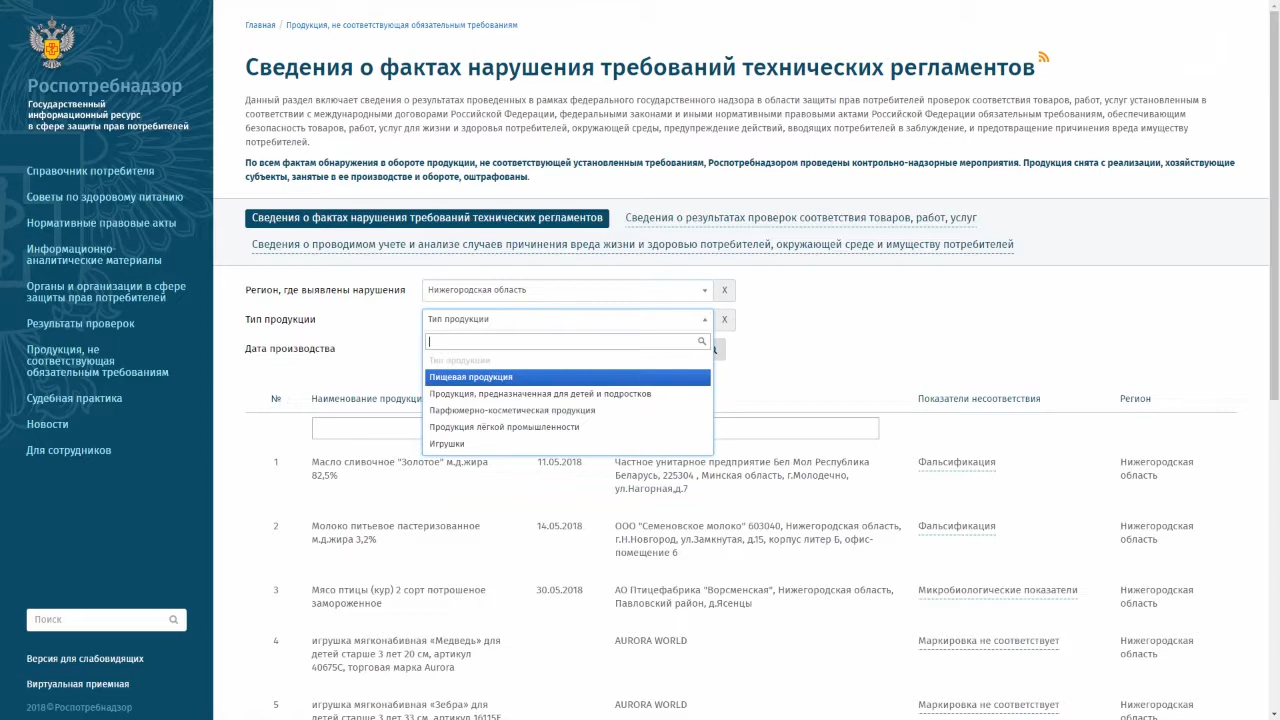 Роспотребнадзор
Государственный
информационный ресурс
в сфере защиты прав потребителей
Справочник потребителя
Советы по здоровому питанию
Нормативные правовые акты
Информационно-
аналитические материалы
Органы и организации в сфере
защиты прав потребителей
Результаты проверок
Продукция, не
соответствующая
обязательным требованиям
Судебная практика
Новости
Для сотрудников
Поиск
Версия для слабовидящих
Виртуальная приемная
2018©Роспотребнадзор
Главная / Продукция, не соответствующая обязательным требованиям
Сведения о фактах нарушения требований технических регламентов
Данный раздел включает сведения о результатах проведенных в рамках федерального государственного надзора в области защиты прав потребителей проверок соответствия товаров, работ, услуг установленным в
соответствии с международными договорами Российской Федерации, федеральными законами и иными нормативными правовыми актами Российской Федерации обязательным требованиям, обеспечивающим
безопасность товаров, работ, услуг для жизни и здоровья потребителей, окружающей среды, предупреждение действий, вводящих потребителей в заблуждение, и предотвращение причинения вреда имуществу
потребителей.
По всем фактам обнаружения в обороте продукции, не соответствующей установленным требованиям, Роспотребнадзором проведены контрольно-надзорные мероприятия. Продукция снята с реализации, хозяйствующие
субъекты, занятые в ее производстве и обороте, оштрафованы.
Сведения о фактах нарушения требований технических регламентов Сведения о результатах проверок соответствия товаров, работ, услуг
Сведения о проводимом учете и анализе случаев причинения вреда жизни и здоровью потребителей, окружающей среде и имуществу потребителей
Регион, где выявлены нарушения Нижегородская область X
Тип продукции Тип продукции X
Дата производства
Тип продукции
Пищевая продукция
Продукция, предназначенная для детей и подростков
Парфюмерно-косметическая продукция
Продукция лёгкой промышленности
Игрушки
№ Наименование продукци Показатели несоответствия Регион
1 Масло сливочное "Золотое" м.д.жира 11.05.2018 Частное унитарное предприятие Бел Мол Республика Фальсификация Нижегородская
82,5% Беларусь, 225304 , Минская область, г.Молодечно, область
ул.Нагорная,д.7
2 Молоко питьевое пастеризованное 14.05.2018 ООО "Семеновское молоко" 603040, Нижегородская область, Фальсификация Нижегородская
м.д.жира 3,2% г.Н.Новгород, ул.Замкнутая, д.15, корпус литер Б, офис- область
помещение 6
3 Мясо птицы (кур) 2 сорт потрошеное 30.05.2018 АО Птицефабрика "Ворсменская", Нижегородская область, Микробиологические показатели Нижегородская
замороженное Павловский район, д.Ясенцы область
4 игрушка мягконабивная «Медведь» для AURORA WORLD Маркировка не соответствует Нижегородская
детей старше 3 лет 20 см, артикул область
40675C, торговая марка Aurora
5 игрушка мягконабивная «Зебра» для AURORA WORLD Маркировка не соответствует Нижегородская
детей старше 3 лет 33 см, артикул 16115F область